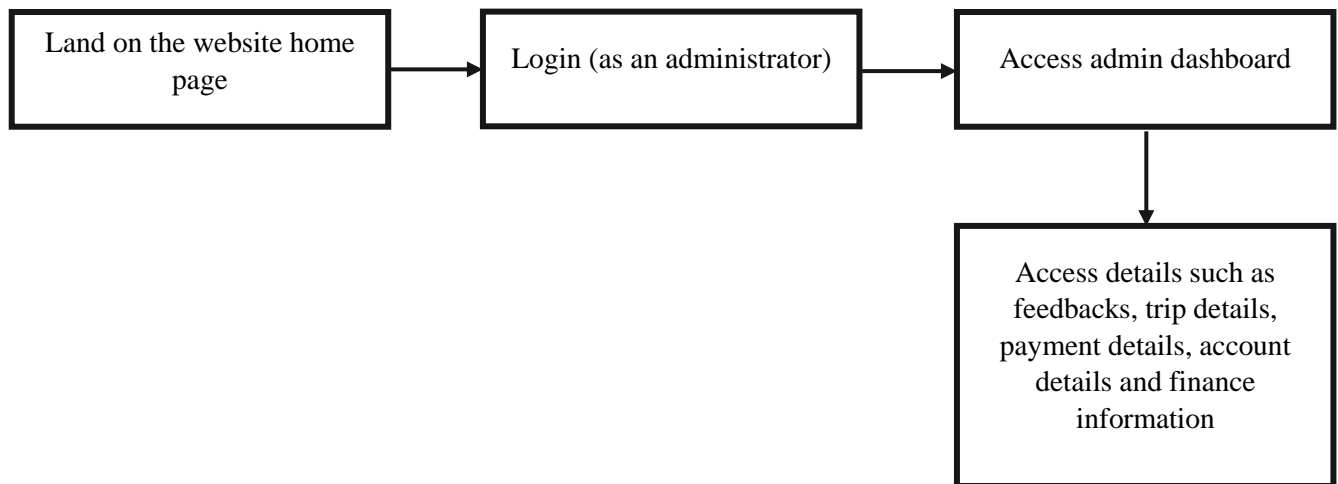 Land on the website home
page
Login (as an administrator)
Access admin dashboard
Access details such as
feedbacks, trip details,
payment details, account
details and finance
information